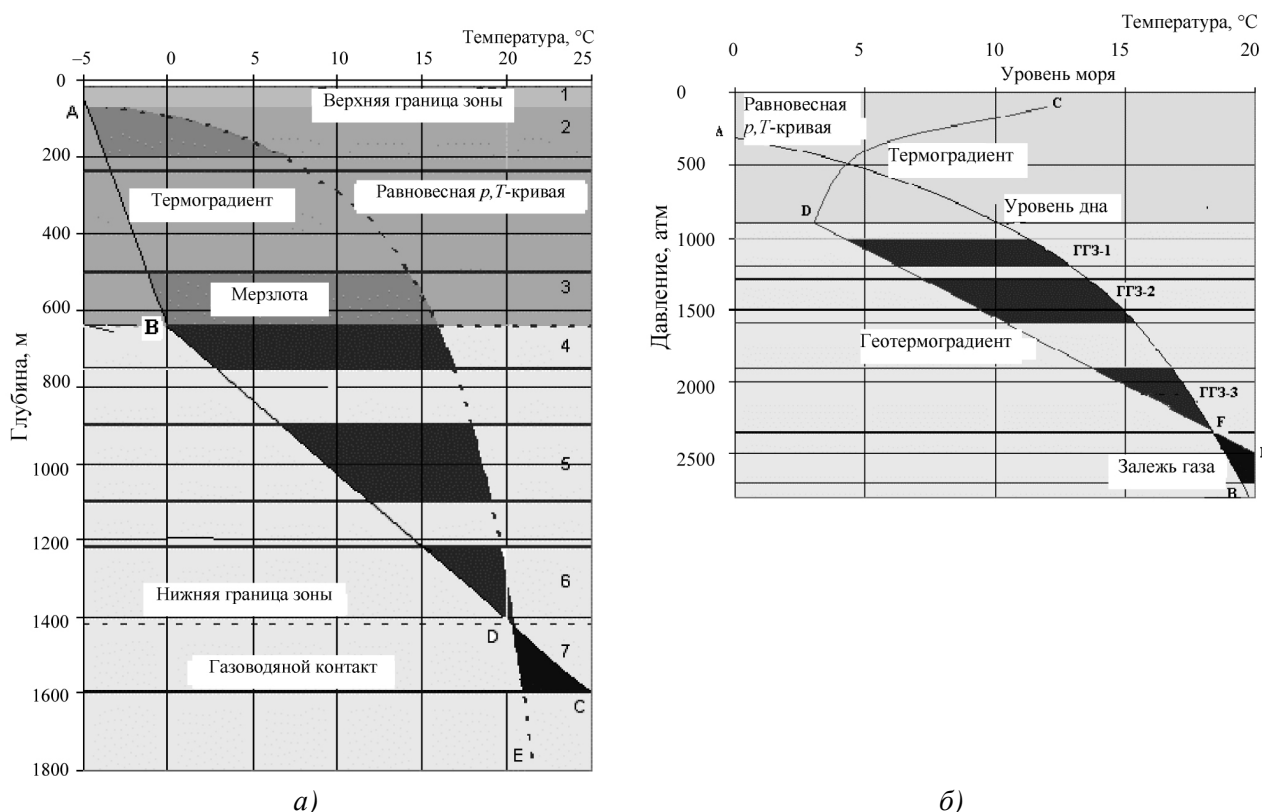 Температура, °С
–5 0 5 10 15 20 25
0
200
400
600
800
1000
1200
1400
1600
1800
Глубина, м
Верхняя граница зоны
1
A
2
Термоградиент
Равновесная p,T-кривая
Мерзлота
3
B
4
5
6
Нижняя граница зоны
D
7
Газоводяной контакт
C
E
а)
Температура, °С
0 5 10 15 20
Уровень моря
0
500
1000
1500
2000
2500
Давление, атм
Равновесная
p,T-кривая
C
A
Термоградиент
D
Уровень дна
ГГЗ-1
ГГЗ-2
Геотермоградиент
ГГЗ-3
F
Залежь газа
B
б)